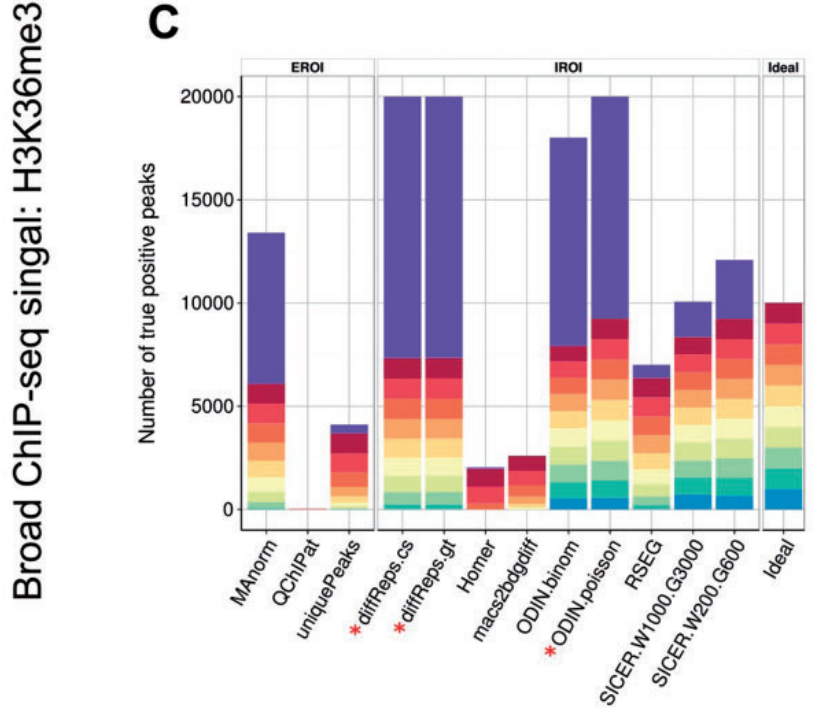 Broad ChIP-seq singal: H3K36me3
C
EROI
IROI
Ideal
Number of true positive peaks
20000
15000
10000
5000
0
MAnorm
QChIPat
uniquePeaks
*diffReps.cs
*diffReps.gt
Homer
macs2bdgdiff
ODIN.binom
*ODIN.poisson
RSEG
SICER.W1000.G3000
SICER.W200.G600
Ideal